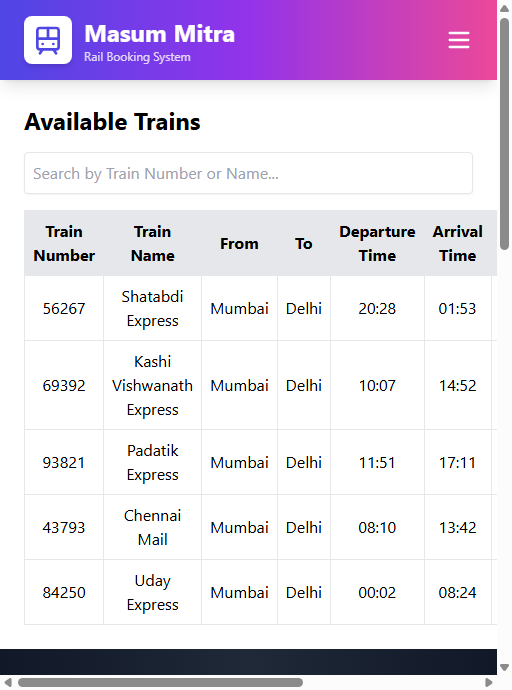 Masum Mitra
Rail Booking System
Available Trains
Search by Train Number or Name...
Train Number Train Name From To Departure Time Arrival Time
56267 Shatabdi Express Mumbai Delhi 20:28 01:53
69392 Kashi Vishwanath Express Mumbai Delhi 10:07 14:52
93821 Padatik Express Mumbai Delhi 11:51 17:11
43793 Chennai Mail Mumbai Delhi 08:10 13:42
84250 Uday Express Mumbai Delhi 00:02 08:24